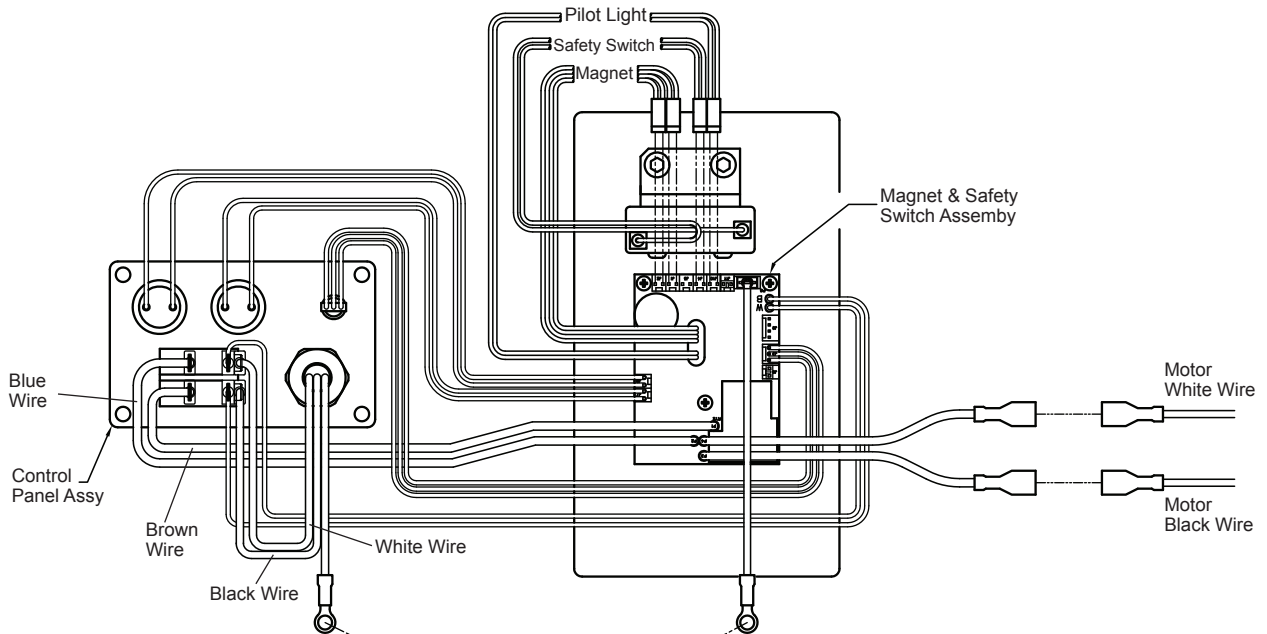 Pilot Light
Safety Switch
Magnet
Magnet & Safety
Switch Assemby
Blue
Wire
Motor
White Wire
Control
Panel Assy
Brown
Wire
White Wire
Motor
Black Wire
Black Wire